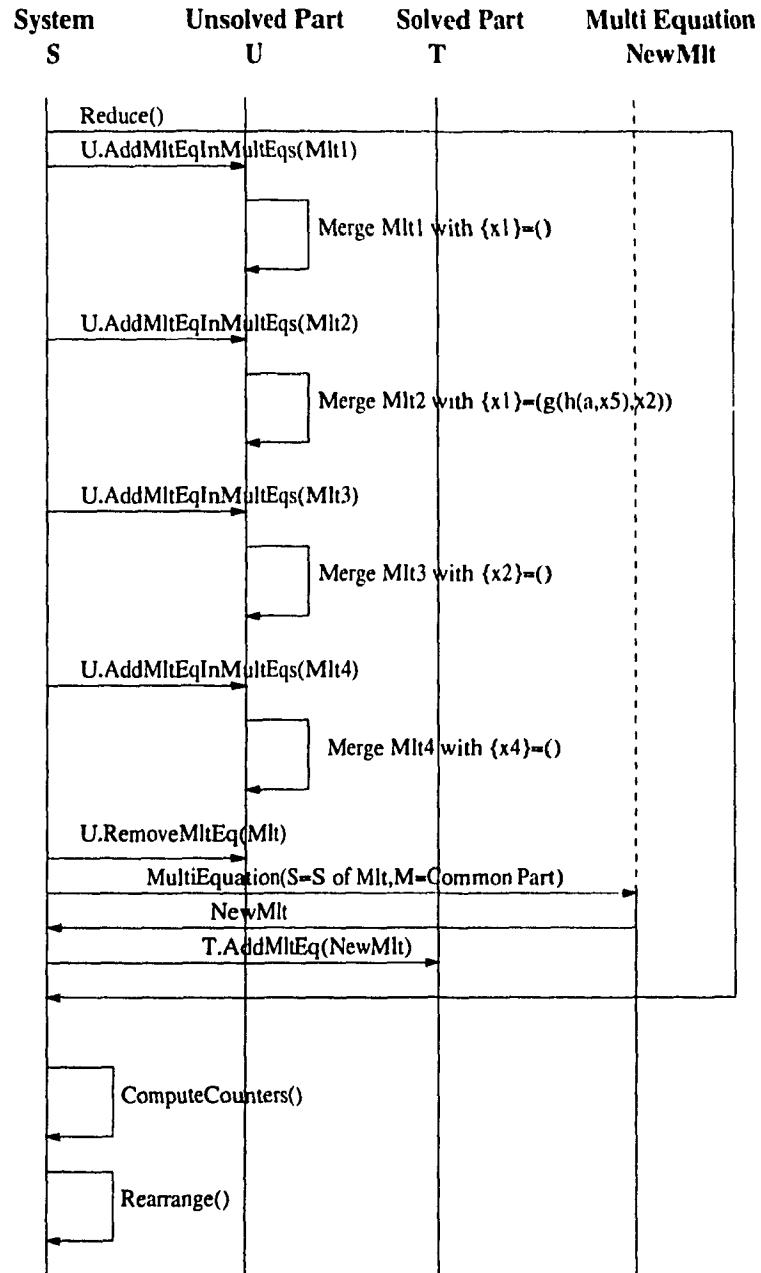 System Unsolved Part Solved Part Multi Equation
S U T NewMlt
Reduce()
U.AddMltEqInMultEqs(Mlt1)
Merge Mlt1 with {x1}=()
U.AddMltEqInMultEqs(Mlt2)
Merge Mlt2 with {x1}=(g(h(a,x5),x2))
U.AddMltEqInMultEqs(Mlt3)
Merge Mlt3 with {x2}=()
U.AddMltEqInMultEqs(Mlt4)
Merge Mlt4 with {x4}=()
U.RemoveMltEq(Mlt)
MultiEquation(S=S of Mlt,M=Common Part)
NewMlt
T.AddMltEq(NewMlt)
ComputeCounters()
Rearrange()